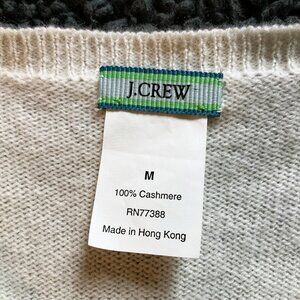 J.CREW
M
100% Cashmere
RN77388
Made in Hong Kong